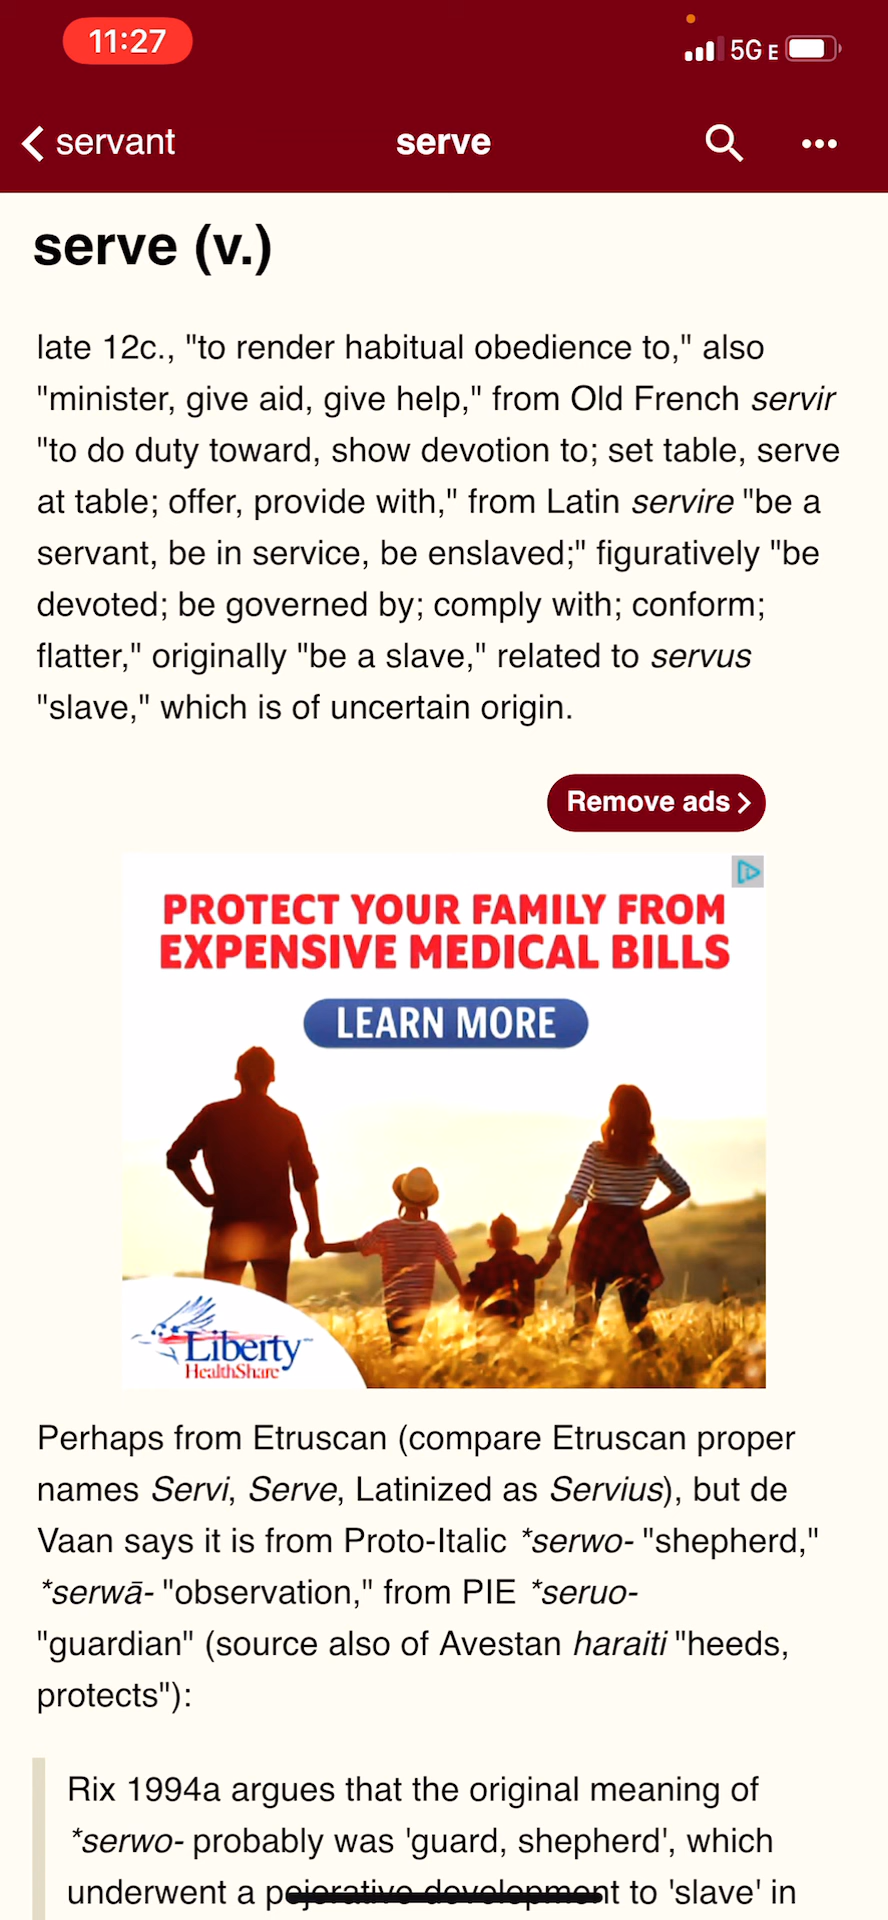 11:27
5G E
servant
serve
serve (v.)
late 12c., "to render habitual obedience to," also
"minister, give aid, give help," from Old French servir
"to do duty toward, show devotion to; set table, serve
at table; offer, provide with," from Latin servire "be a
servant, be in service, be enslaved;" figuratively "be
devoted; be governed by; comply with; conform;
flatter," originally "be a slave," related to servus
"slave," which is of uncertain origin.
Remove ads
PROTECT YOUR FAMILY FROM
EXPENSIVE MEDICAL BILLS
LEARN MORE
Liberty™
HealthShare
Perhaps from Etruscan (compare Etruscan proper
names Servi, Serve, Latinized as Servius), but de
Vaan says it is from Proto-Italic *serwo- "shepherd,"
*serwā- "observation," from PIE *seruo-
"guardian" (source also of Avestan haraiti "heeds,
protects"):
Rix 1994a argues that the original meaning of
*serwo- probably was 'guard, shepherd', which
underwent a pejorative development to 'slave' in